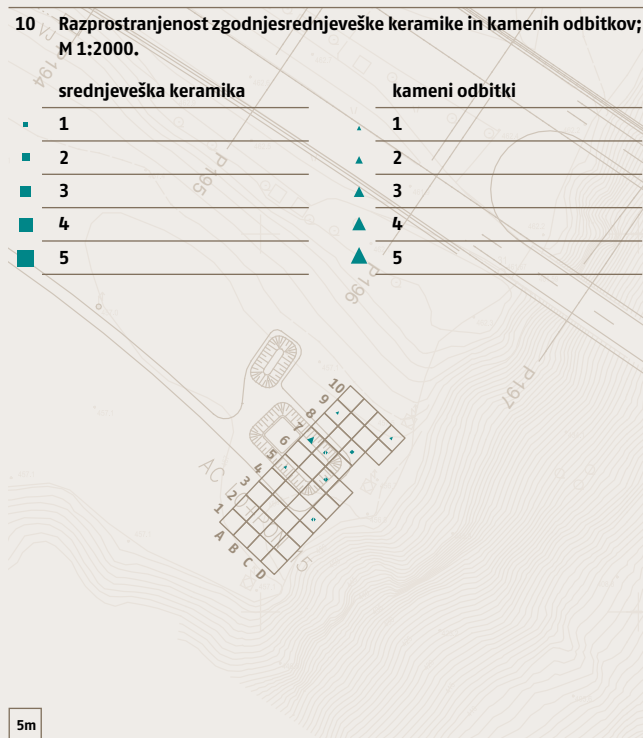 10 Razprostranjenost zgodnjesrednjeveške keramike in kamenih odbitkov;
M 1:2000.
srednjeveška keramika
1
2
3
4
5
kameni odbitki
1
2
3
4
5
P 194
P 195
P 196
P 197
10
9
8
7
6
5
4
3
2
1
A
B
C
D
5m